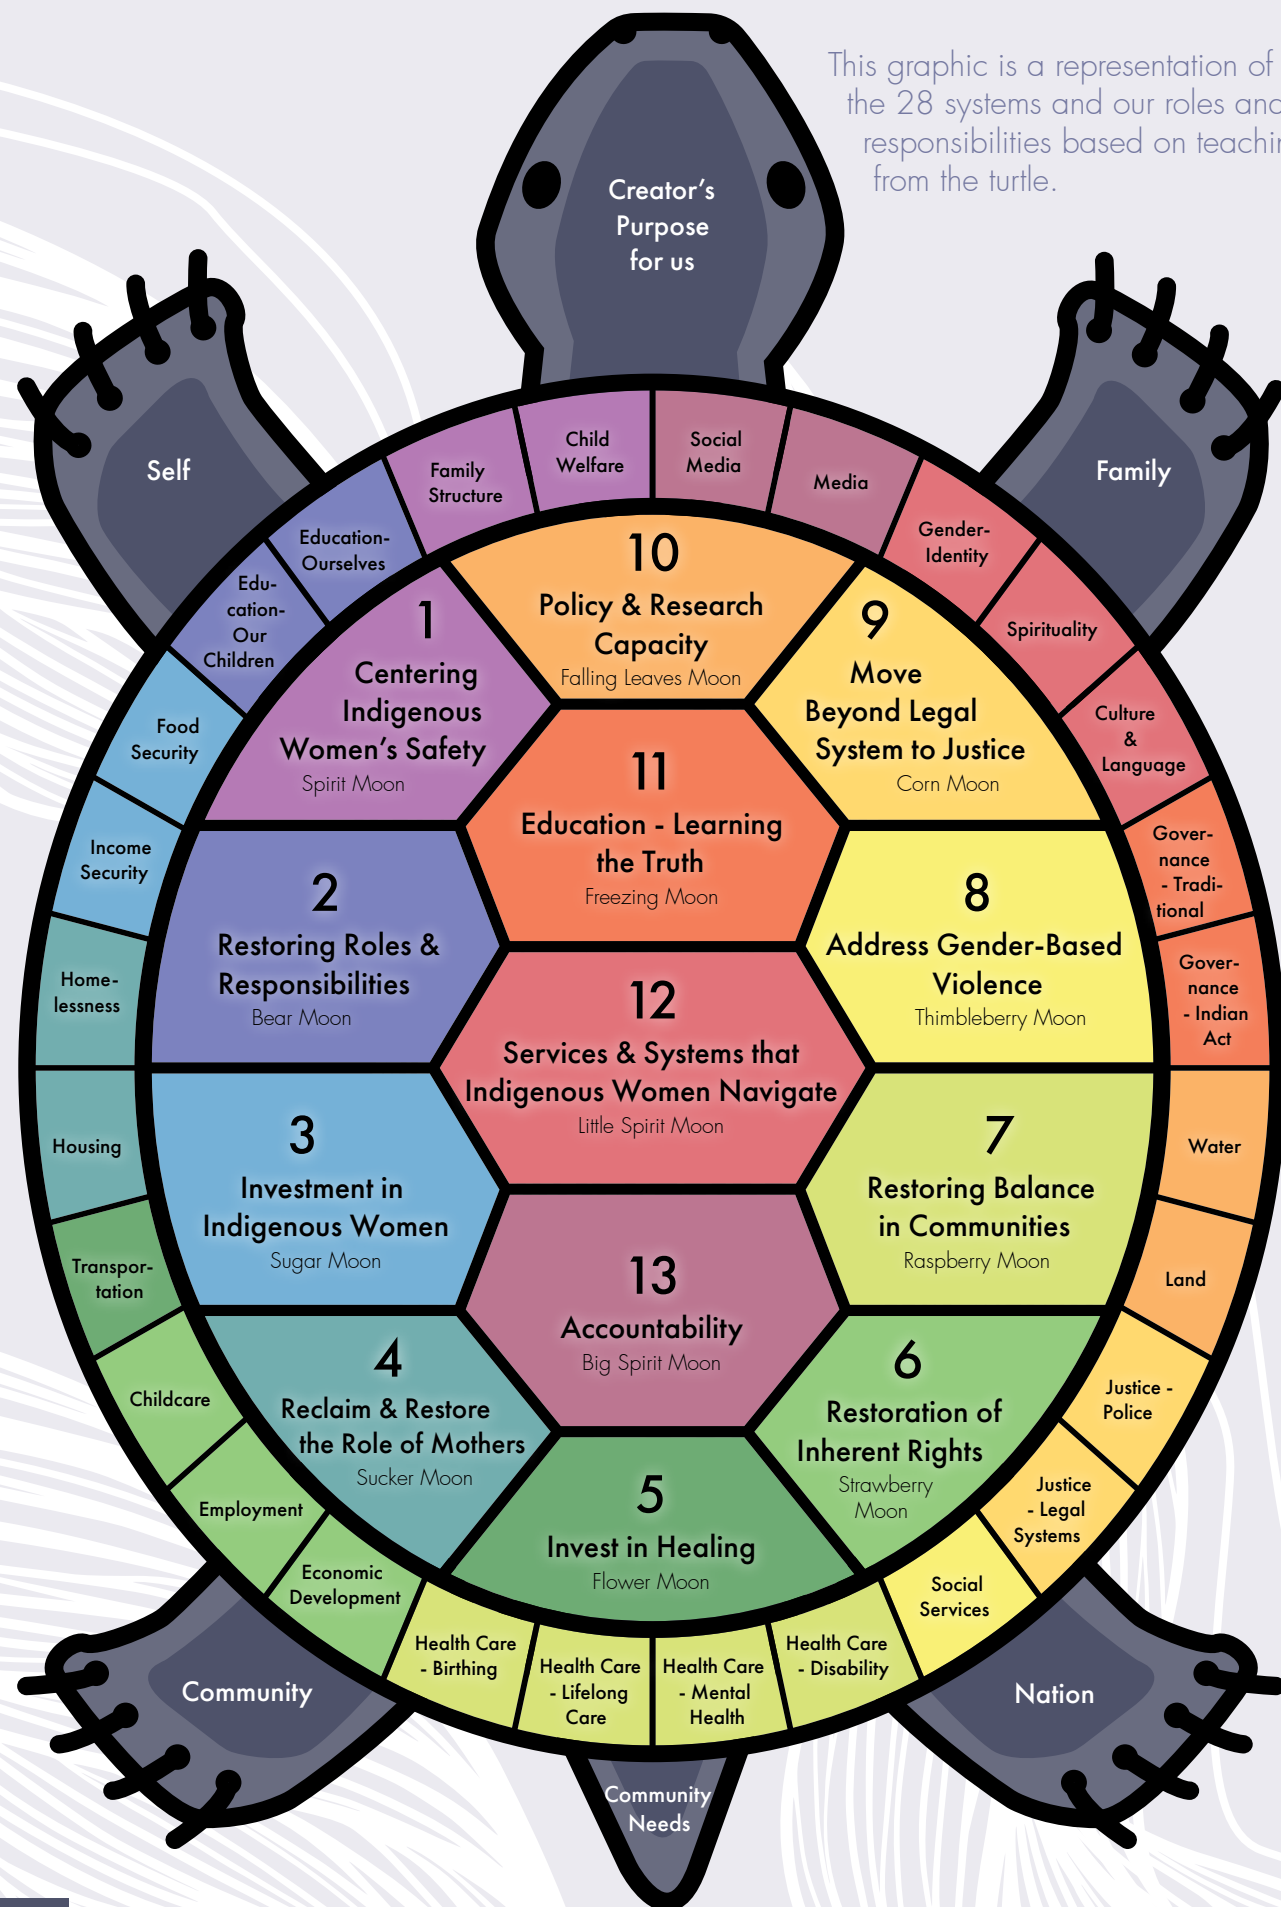 This graphic is a representation of
the 28 systems and our roles and
responsibilities based on
from the turtle.
Creator's
Purpose
for us
Self
Family
Family
Structure
Child
Welfare
Social
Media
Media
Gender-
Identity
Spirituality
Culture
&
Language
Gover-
nance
- Tradi-
tional
Gover-
nance
- Indian
Act
Water
Land
Justice -
Police
Justice
- Legal
Systems
Social
Services
Health Care
- Disability
Health Care
- Mental
Health
Health Care
- Lifelong
Care
Health Care
- Birthing
Economic
Development
Employment
Childcare
Transpor-
tation
Housing
Home-
lessness
Income
Security
Food
Security
Edu-
cation-
Our
Children
Education-
Ourselves
1
Centering
Indigenous
Women's Safety
Spirit Moon
2
Restoring Roles &
Responsibilities
Bear Moon
3
Investment in
Indigenous Women
Sugar Moon
4
Reclaim & Restore
the Role of Mothers
Sucker Moon
5
Invest in Healing
Flower Moon
6
Restoration of
Inherent Rights
Strawberry
Moon
7
Restoring Balance
in Communities
Raspberry Moon
8
Address Gender-Based
Violence
Thimbleberry Moon
9
Move
Beyond Legal
System to Justice
Corn Moon
10
Policy & Research
Capacity
Falling Leaves Moon
11
Education - Learning
the Truth
Freezing Moon
12
Services & Systems that
Indigenous Women Navigate
Little Spirit Moon
13
Accountability
Big Spirit Moon
Community
Nation
Community
Needs